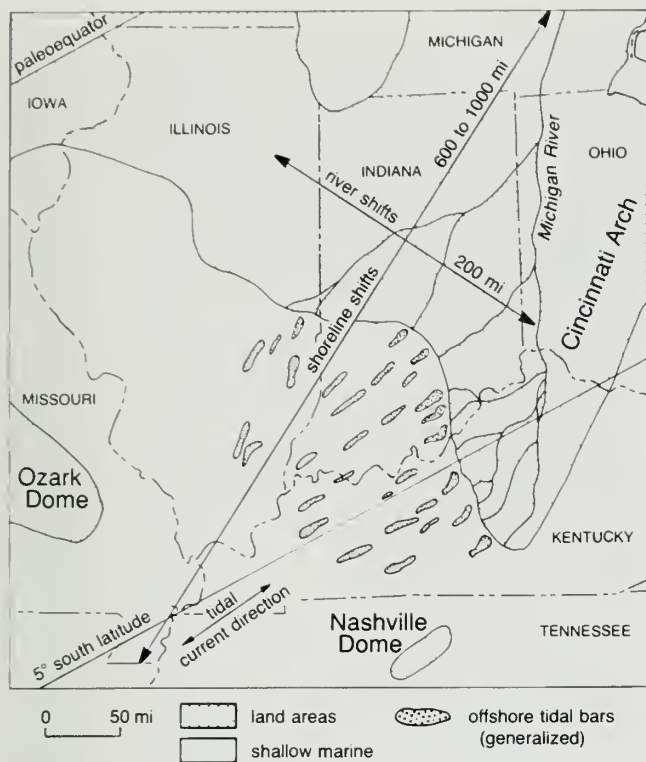 paleoequator
MICHIGAN
IOWA
ILLINOIS
INDIANA
OHIO
600 to 1000 mi
Michigan River
river shifts
200 mi
Cincinnati Arch
shoreline shifts
MISSOURI
Ozark
Dome
KENTUCKY
5° south latitude
tidal
current direction
Nashville
Dome
TENNESSEE
0 50 mi
land areas
offshore tidal bars
(generalized)
shallow marine